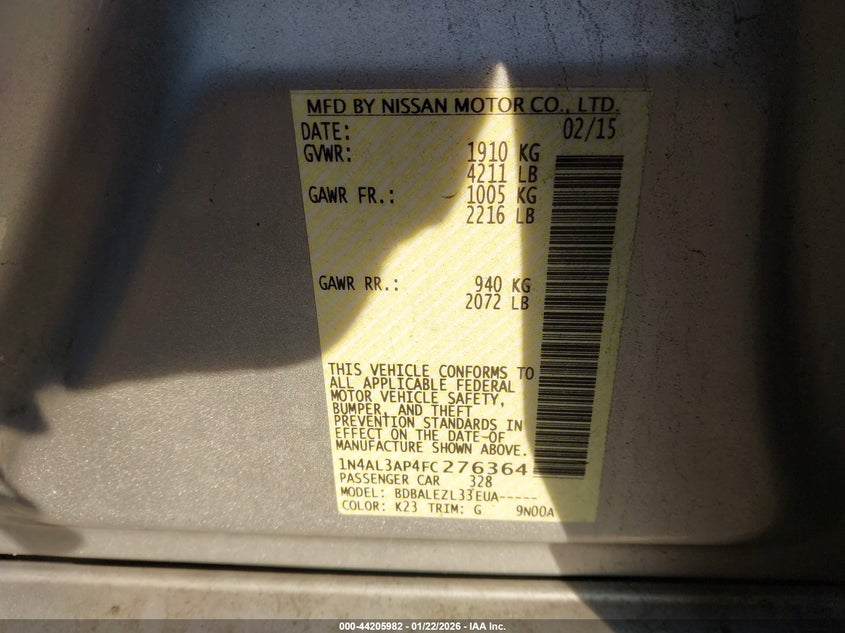 MFD BY NISSAN MOTOR CO., LTD.
DATE: 02/15
GVWR: 1910 KG
4211 LB
GAWR FR.: 1005 KG
2216 LB
GAWR RR.: 940 KG
2072 LB
THIS VEHICLE CONFORMS TO
ALL APPLICABLE FEDERAL
MOTOR VEHICLE SAFETY,
BUMPER, AND THEFT
PREVENTION STANDARDS IN
EFFECT ON THE DATE OF
MANUFACTURE SHOWN ABOVE.
1N4AL3AP4FC276364
PASSENGER CAR 328
MODEL: BDBALEZL33EUA-----
COLOR: K23 TRIM: G 9N00A
000-44205982 - 01/22/2026 - IAA Inc.